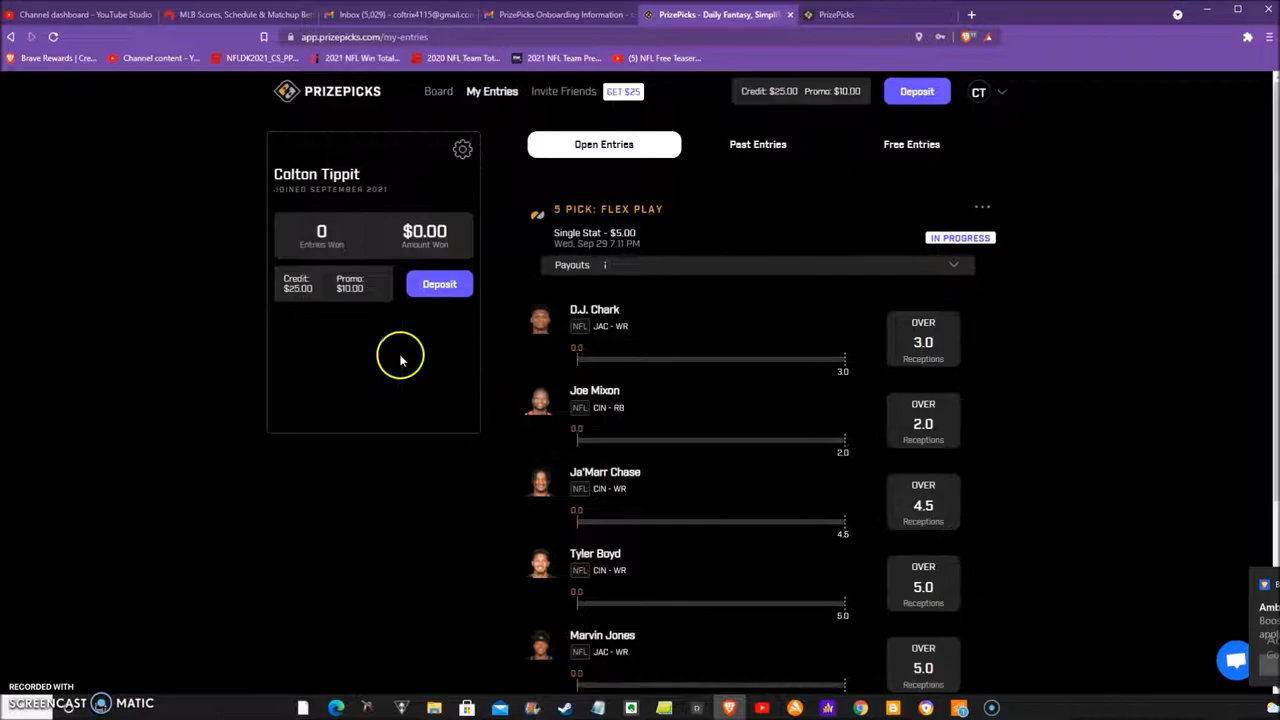 Channel dashboard - YouTube Studio
MLB Scores, Schedule & Matchup Bet
Inbox (5,029) - coltrix4115@gmail.com
PrizePicks Onboarding Information -
PrizePicks - Daily Fantasy, Simplifi
PrizePicks
app.prizepicks.com/my-entries
Brave Rewards | Cre...
Channel content - Y...
NFLDK2021_CS_PP...
2021 NFL Win Total...
2020 NFL Team Tot...
2021 NFL Team Pre...
(5) NFL Free Teaser...
PRIZEPICKS
Board
My Entries
Invite Friends
GET $25
Credit: $25.00 Promo: $10.00
Deposit
CT
Open Entries
Past Entries
Free Entries
Colton Tippit
JOINED SEPTEMBER 2021
0
Entries Won
$0.00
Amount Won
Credit:
$25.00
Promo:
$10.00
Deposit
5 PICK: FLEX PLAY
Single Stat - $5.00
Wed, Sep 29 7:11 PM
IN PROGRESS
Payouts i
D.J. Chark
NFL JAC - WR
0.0
3.0
OVER
3.0
Receptions
Joe Mixon
NFL CIN - RB
0.0
2.0
OVER
2.0
Receptions
Ja'Marr Chase
NFL CIN - WR
0.0
4.5
OVER
4.5
Receptions
Tyler Boyd
NFL CIN - WR
0.0
5.0
OVER
5.0
Receptions
Marvin Jones
NFL JAC - WR
0.0
5.0
OVER
5.0
Receptions
Amb
Boos
appl
RECORDED WITH
SCREENCAST MATIC